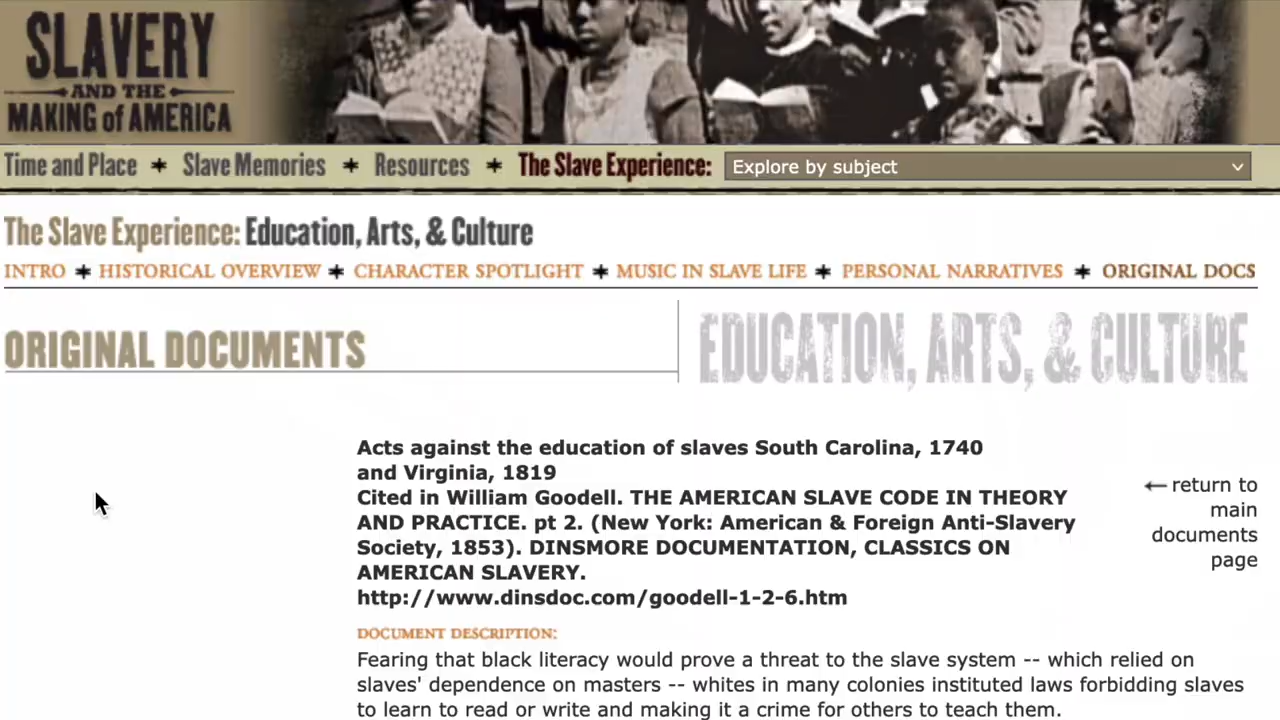 SLAVERY
AND THE
MAKING of AMERICA
Time and Place * Slave Memories * Resources * The Slave Experience: Explore by subject
The Slave Experience: Education, Arts, & Culture
INTRO * HISTORICAL OVERVIEW * CHARACTER SPOTLIGHT * MUSIC IN SLAVE LIFE * PERSONAL NARRATIVES * ORIGINAL DOCS
ORIGINAL DOCUMENTS
EDUCATION, ARTS, & CULTURE
Acts against the education of slaves South Carolina, 1740
and Virginia, 1819
Cited in William Goodell. THE AMERICAN SLAVE CODE IN THEORY
AND PRACTICE. pt 2. (New York: American & Foreign Anti-Slavery
Society, 1853). DINSMORE DOCUMENTATION, CLASSICS ON
AMERICAN SLAVERY.
http://www.dinsdoc.com/goodell-1-2-6.htm
← return to
main
documents
page
DOCUMENT DESCRIPTION:
Fearing that black literacy would prove a threat to the slave system -- which relied on
slaves' dependence on masters -- whites in many colonies instituted laws forbidding slaves
to learn to read or write and making it a crime for others to teach them.